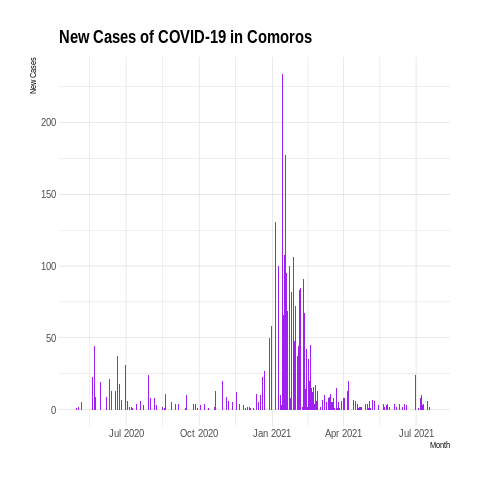 New Cases of COVID-19 in Comoros
New Cases
200
150
100
50
0
Jul 2020 Oct 2020 Jan 2021 Apr 2021 Jul 2021
Month